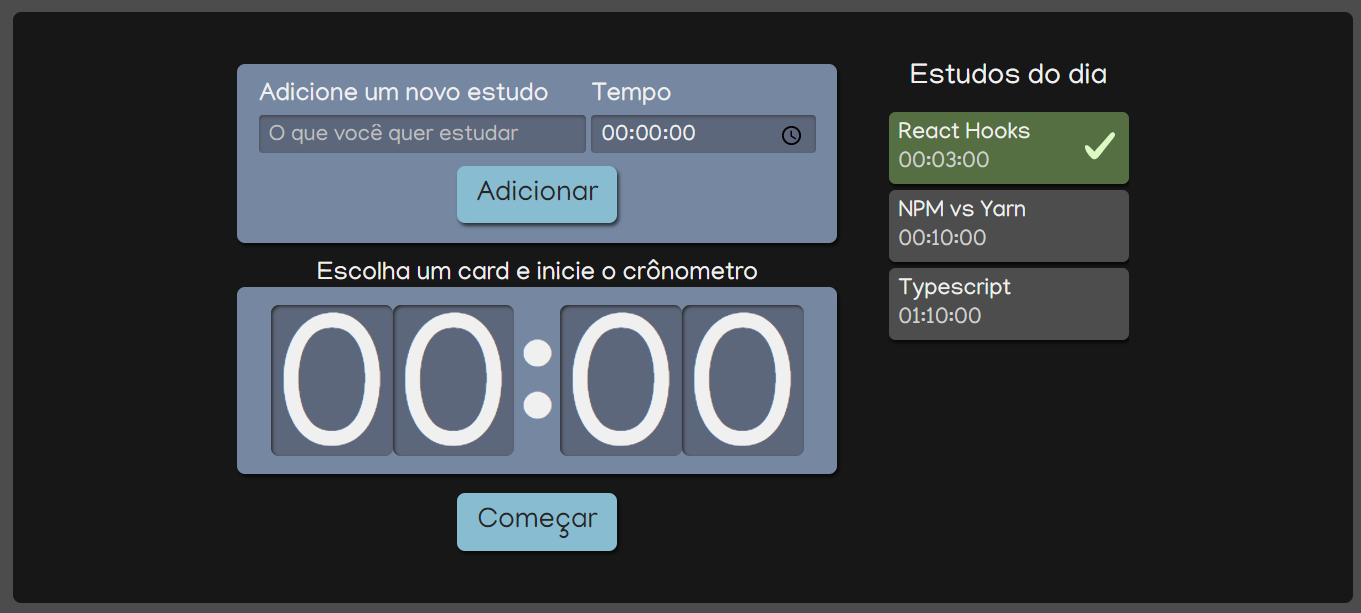 Adicione um novo estudo
Tempo
O que você quer estudar
00:00:00
Adicionar
Escolha um card e inicie o crônometro
00:00
Começar
Estudos do dia
React Hooks
00:03:00
NPM vs Yarn
00:10:00
Typescript
01:10:00